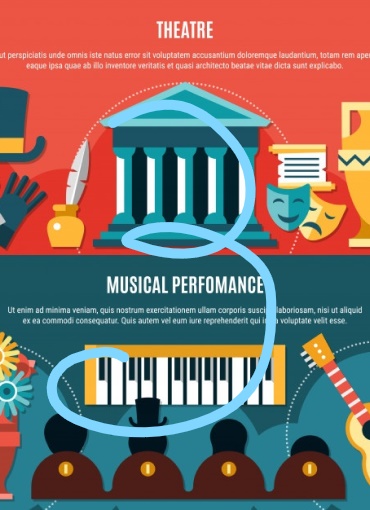 THEATRE
ut perspiciatis unde omnis iste natus error sit voluptatem accusantium doloremque laudantium, totam rem aper
eaque ipsa quae ab illo inventore veritatis et quasi architecto beatae vitae dicta sunt explicabo.
MUSICAL PERFOMANCE
Ut enim ad minima veniam, quis nostrum exercitationem ullam corporis laboriosam, nisi ut aliquid
ex ea commodi consequatur. Quis autem vel eum iure reprehenderit qui voluptate velit esse.